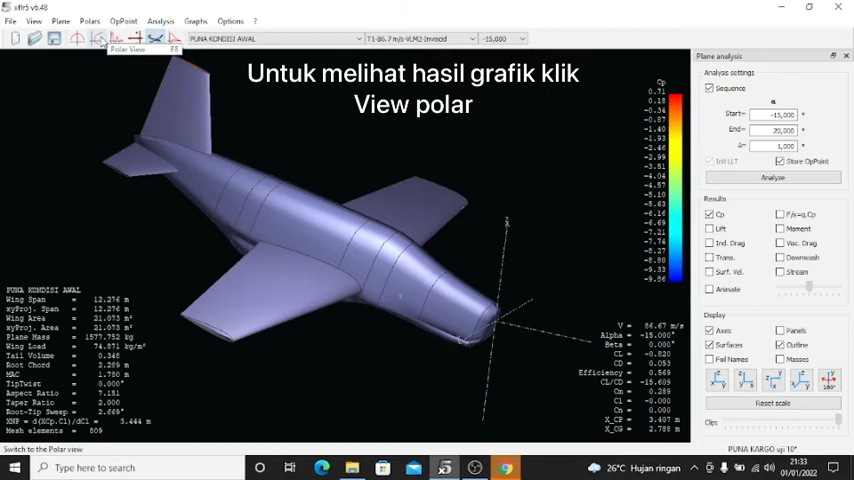 xflr5 v6.48
File View Plane Polars OpPoint Analysis Graphs Options ?
PUNA KONDISI AWAL
T1-86.7 m/s-VLM2-Inviscid
-15,000
Polar View F8
Untuk melihat hasil grafik klik
View polar
Cp
0.71
0.18
-0.34
-0.87
-1.40
-1.93
-2.46
-2.99
-3.51
-4.04
-4.57
-5.10
-5.63
-6.16
-6.68
-7.21
-7.74
-8.27
-8.80
-9.33
-9.86
PUNA KONDISI AWAL
Wing Span = 12.276 m
xyProj. Span = 12.276 m
Wing Area = 21.073 m²
xyProj. Area = 21.073 m²
Plane Mass = 1577.752 kg
Wing Load = 74.871 kg/m²
Tail Volume = 0.348
Root Chord = 2.289 m
MAC = 1.780 m
TipTwist = 0.000°
Aspect Ratio = 7.151
Taper Ratio = 2.000
Root-Tip Sweep = 2.669°
XNP = d(XCp.Cl)/dCl = 3.444 m
Mesh elements = 809
V = 86.67 m/s
Alpha = -15.000°
Beta = 0.000°
CL = -0.820
CD = 0.053
Efficiency = 0.569
CL/CD = -15.609
Cm = 0.289
Cl = -0.000
Cn = 0.000
X_CP = 3.407 m
X_CG = 2.788 m
Plane analysis
Analysis settings
Sequence
α
Start= -15,000 °
End= 20,000 °
Δ= 1,000 °
Init LLT
Store OpPoint
Analyze
Results
Cp
F/s=q.Cp
Lift
Moment
Ind. Drag
Visc. Drag
Trans.
Downwash
Surf. Vel.
Stream
Animate
Display
Axes
Panels
Surfaces
Outline
Foil Names
Masses
Reset scale
Clip:
Switch to the Polar view
PUNA KARGO uji 10°
Type here to search
26°C Hujan ringan
21:33
01/01/2022